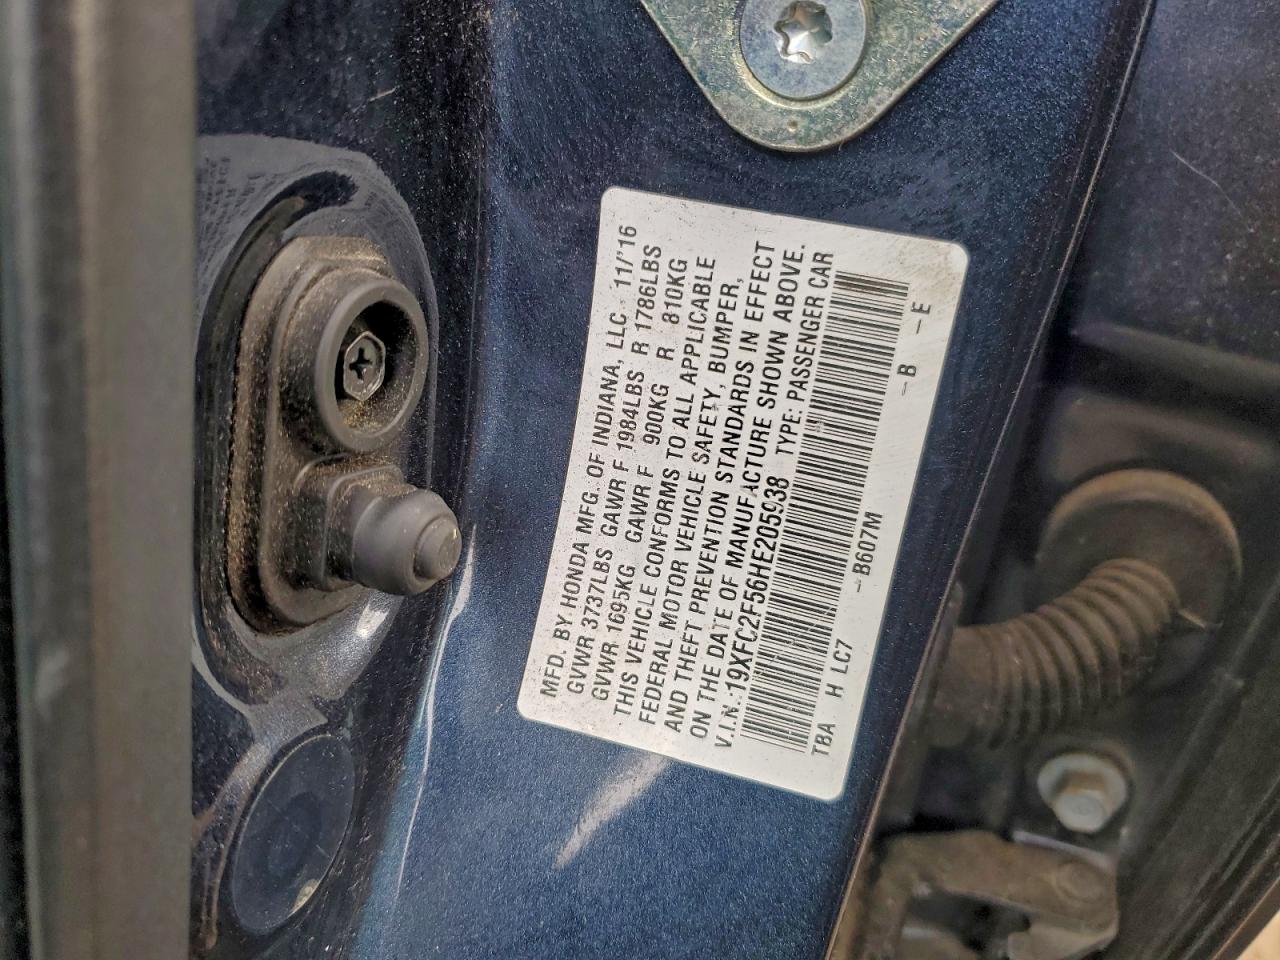 MFD. BY HONDA MFG. OF INDIANA, LLC. 11/'16
GVWR 3737LBS GAWR F 1984LBS R 1786LBS
GVWR 1695KG GAWR F 900KG R 810KG
THIS VEHICLE CONFORMS TO ALL APPLICABLE
FEDERAL MOTOR VEHICLE SAFETY, BUMPER,
AND THEFT PREVENTION STANDARDS IN EFFECT
ON THE DATE OF MANUFACTURE SHOWN ABOVE.
V.I.N.:19XFC2F56HE205938 TYPE: PASSENGER CAR
TBA H LC7 -B607M -B -E